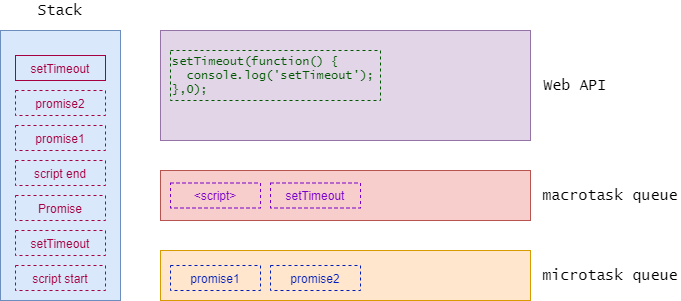 Stack
setTimeout
promise2
promise1
script end
Promise
setTimeout
script start
setTimeout(function() {
  console.log('setTimeout');
},0);
Web API
<script>
setTimeout
macrotask queue
promise1
promise2
microtask queue